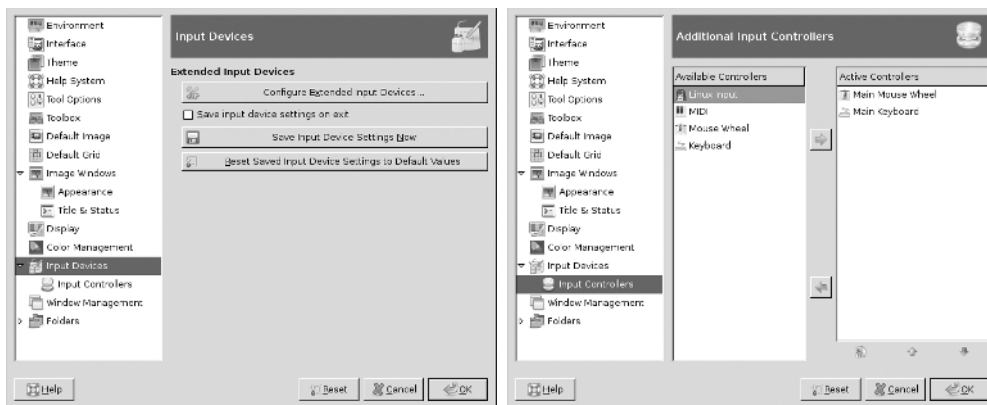 Environment
Interface
Theme
Help System
Tool Options
Toolbox
Default Image
Default Grid
Image Windows
Appearance
Title & Status
Display
Color Management
Input Devices
Input Controllers
Window Management
Folders
Input Devices
Extended Input Devices
Configure Extended Input Devices...
Save input device settings on exit
Save Input Device Settings Now
Reset Saved Input Device Settings to Default Values
Help
Reset
Cancel
OK
Environment
Interface
Theme
Help System
Tool Options
Toolbox
Default Image
Default Grid
Image Windows
Appearance
Title & Status
Display
Color Management
Input Devices
Input Controllers
Window Management
Folders
Additional Input Controllers
Available Controllers
Linux Input
MIDI
Mouse Wheel
Keyboard
Active Controllers
Main Mouse Wheel
Main Keyboard
Help
Reset
Cancel
OK